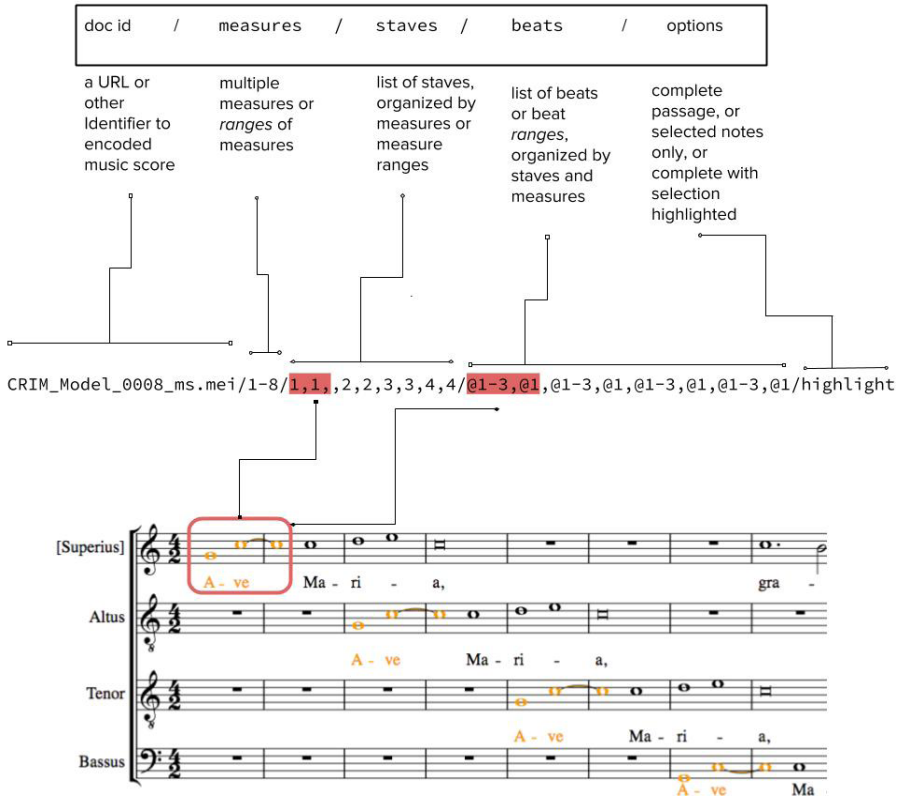 doc id / measures / staves / beats / options
a URL or
other
Identifier to
encoded
music score
multiple
measures or
ranges of
measures
list of staves,
organized by
measures or
measure
ranges
list of beats
or beat
ranges,
organized by
staves and
measures
complete
passage, or
selected notes
only, or
complete with
selection
highlighted
CRIM_Model_0008_ms.mei/1-8/1,1,,2,2,3,3,4,4/@1-3,@1,@1-3,@1,@1-3,@1,@1-3,@1/highlight
[Superius]
A - ve Ma - ri - a, gra -
Altus
A - ve Ma - ri - a,
Tenor
A - ve Ma - ri - a,
Bassus
A - ve Ma